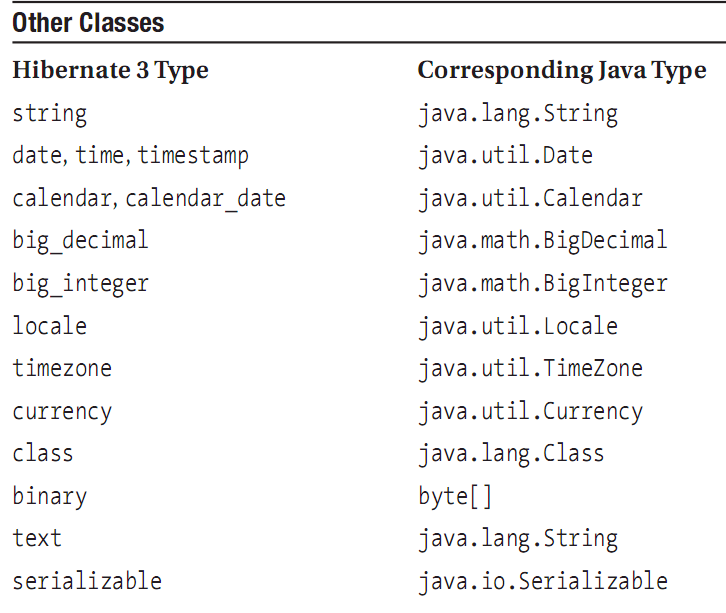 Other Classes
Hibernate 3 Type Corresponding Java Type
string java.lang.String
date, time, timestamp java.util.Date
calendar, calendar_date java.util.Calendar
big_decimal java.math.BigDecimal
big_integer java.math.BigInteger
locale java.util.Locale
timezone java.util.TimeZone
currency java.util.Currency
class java.lang.Class
binary byte[]
text java.lang.String
serializable java.io.Serializable